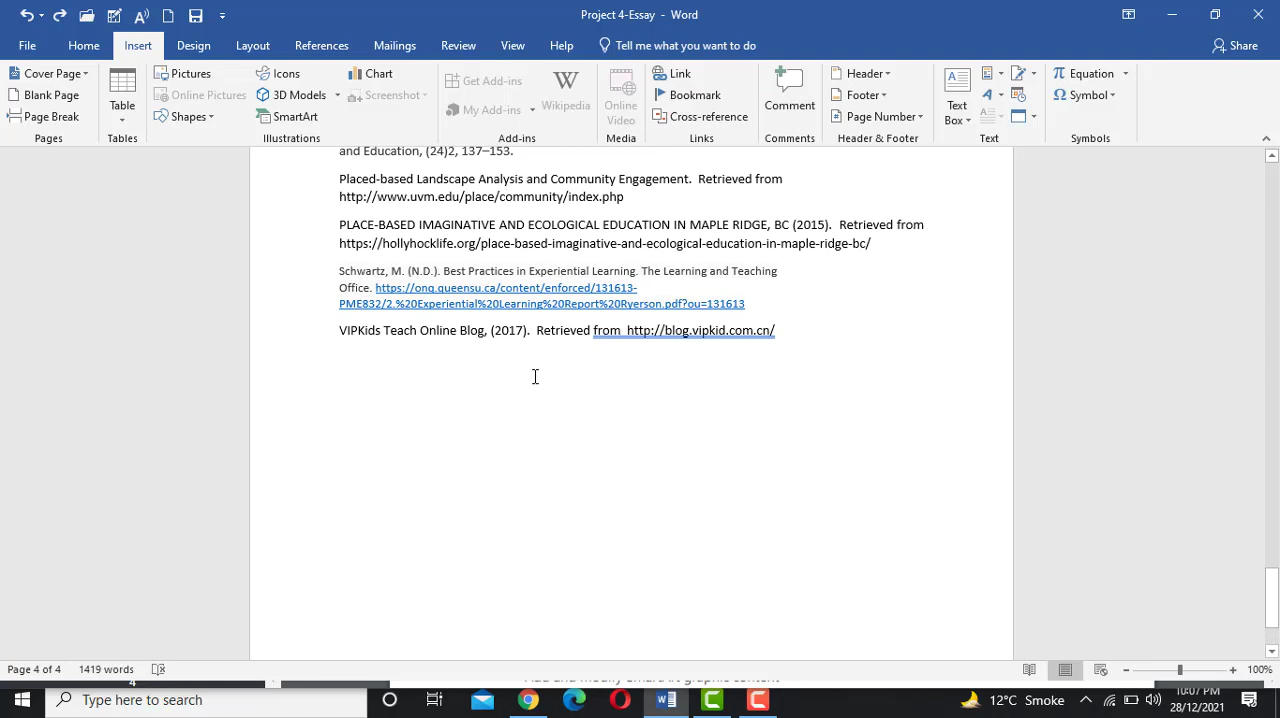 Project 4-Essay - Word
File Home Insert Design Layout References Mailings Review View Help Tell me what you want to do Share
Cover Page
Blank Page
Page Break
Pages
Table
Tables
Pictures
Online Pictures
Shapes
Icons
3D Models
SmartArt
Chart
Screenshot
Illustrations
Get Add-ins
My Add-ins
Wikipedia
Add-ins
Online
Video
Media
Link
Bookmark
Cross-reference
Links
Comment
Comments
Header
Footer
Page Number
Header & Footer
Text
Box
Text
Equation
Symbol
Symbols
and Education, (24)2, 137–153.
Placed-based Landscape Analysis and Community Engagement. Retrieved from
http://www.uvm.edu/place/community/index.php
PLACE-BASED IMAGINATIVE AND ECOLOGICAL EDUCATION IN MAPLE RIDGE, BC (2015). Retrieved from
https://hollyhocklife.org/place-based-imaginative-and-ecological-education-in-maple-ridge-bc/
Schwartz, M. (N.D.). Best Practices in Experiential Learning. The Learning and Teaching
Office. https://onq.queensu.ca/content/enforced/131613-
PME832/2.%20Experiential%20Learning%20Report%20Ryerson.pdf?ou=131613
VIPKids Teach Online Blog, (2017). Retrieved from http://blog.vipkid.com.cn/
Page 4 of 4 1419 words 100%
Type here to search
12°C Smoke
10:07 PM
28/12/2021